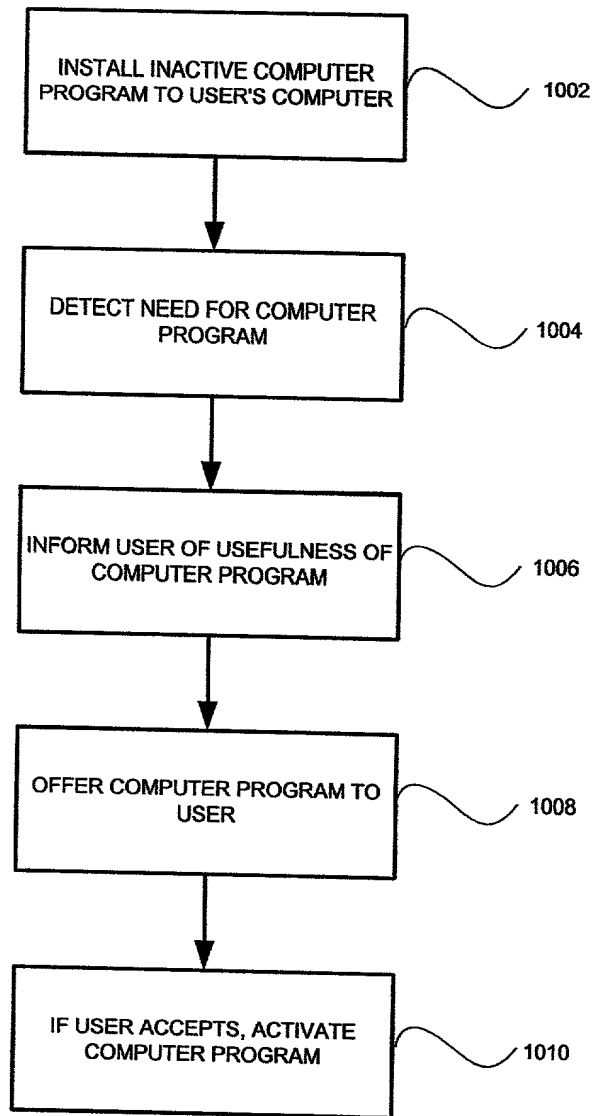 INSTALL INACTIVE COMPUTER
PROGRAM TO USER'S COMPUTER
1002
DETECT NEED FOR COMPUTER
PROGRAM
1004
INFORM USER OF USEFULNESS OF
COMPUTER PROGRAM
1006
OFFER COMPUTER PROGRAM TO
USER
1008
IF USER ACCEPTS, ACTIVATE
COMPUTER PROGRAM
1010